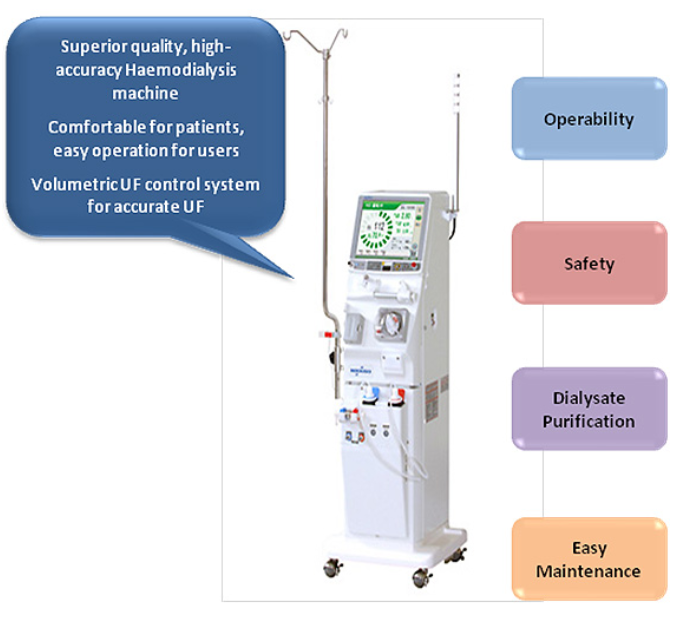 Superior quality, high-
accuracy Haemodialysis
machine
Comfortable for patients,
easy operation for users
Volumetric UF control system
for accurate UF
Operability
Safety
Dialysate
Purification
Easy
Maintenance